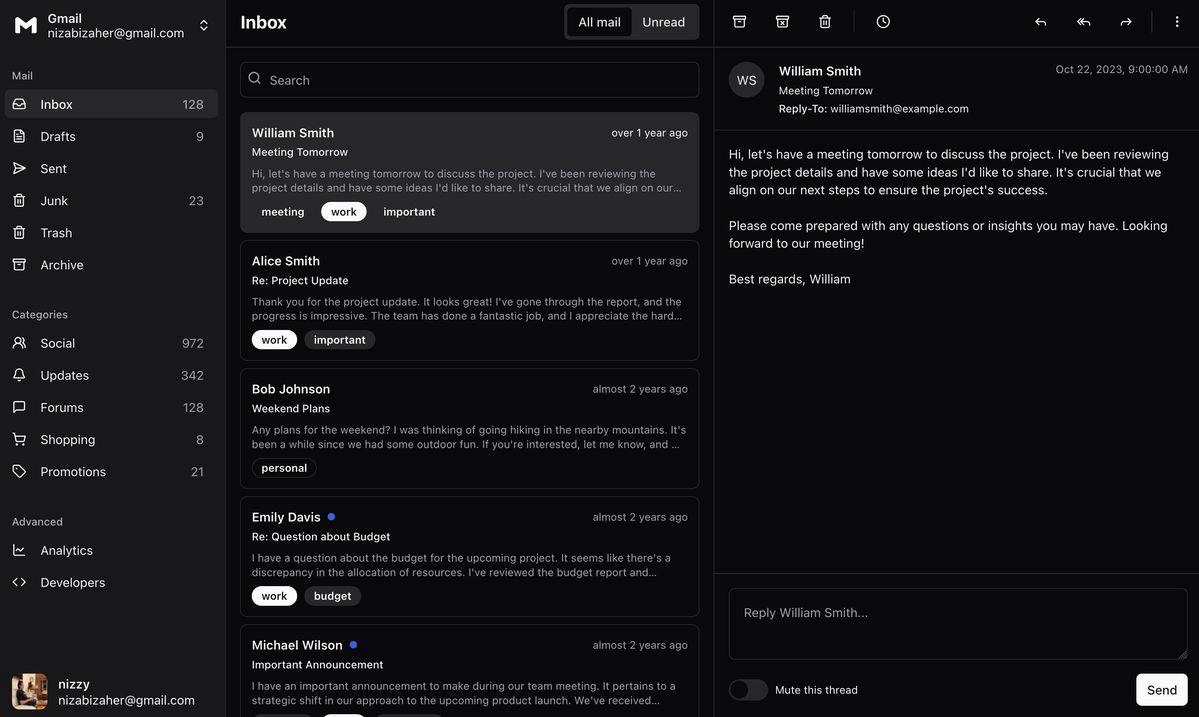 Gmail
nizabizaher@gmail.com
Mail
Inbox 128
Drafts 9
Sent
Junk 23
Trash
Archive
Categories
Social 972
Updates 342
Forums 128
Shopping 8
Promotions 21
Advanced
Analytics
Developers
nizzy
nizabizaher@gmail.com
Inbox
All mail Unread
Search
William Smith over 1 year ago
Meeting Tomorrow
Hi, let's have a meeting tomorrow to discuss the project. I've been reviewing the
project details and have some ideas I'd like to share. It's crucial that we align on our...
meeting work important
Alice Smith over 1 year ago
Re: Project Update
Thank you for the project update. It looks great! I've gone through the report, and the
progress is impressive. The team has done a fantastic job, and I appreciate the hard...
work important
Bob Johnson almost 2 years ago
Weekend Plans
Any plans for the weekend? I was thinking of going hiking in the nearby mountains. It's
been a while since we had some outdoor fun. If you're interested, let me know, and ...
personal
Emily Davis almost 2 years ago
Re: Question about Budget
I have a question about the budget for the upcoming project. It seems like there's a
discrepancy in the allocation of resources. I've reviewed the budget report and...
work budget
Michael Wilson almost 2 years ago
Important Announcement
I have an important announcement to make during our team meeting. It pertains to a
strategic shift in our approach to the upcoming product launch. We've received...
WS
William Smith Oct 22, 2023, 9:00:00 AM
Meeting Tomorrow
Reply-To: williamsmith@example.com
Hi, let's have a meeting tomorrow to discuss the project. I've been reviewing
the project details and have some ideas I'd like to share. It's crucial that we
align on our next steps to ensure the project's success.
Please come prepared with any questions or insights you may have. Looking
forward to our meeting!
Best regards, William
Reply William Smith...
Mute this thread
Send